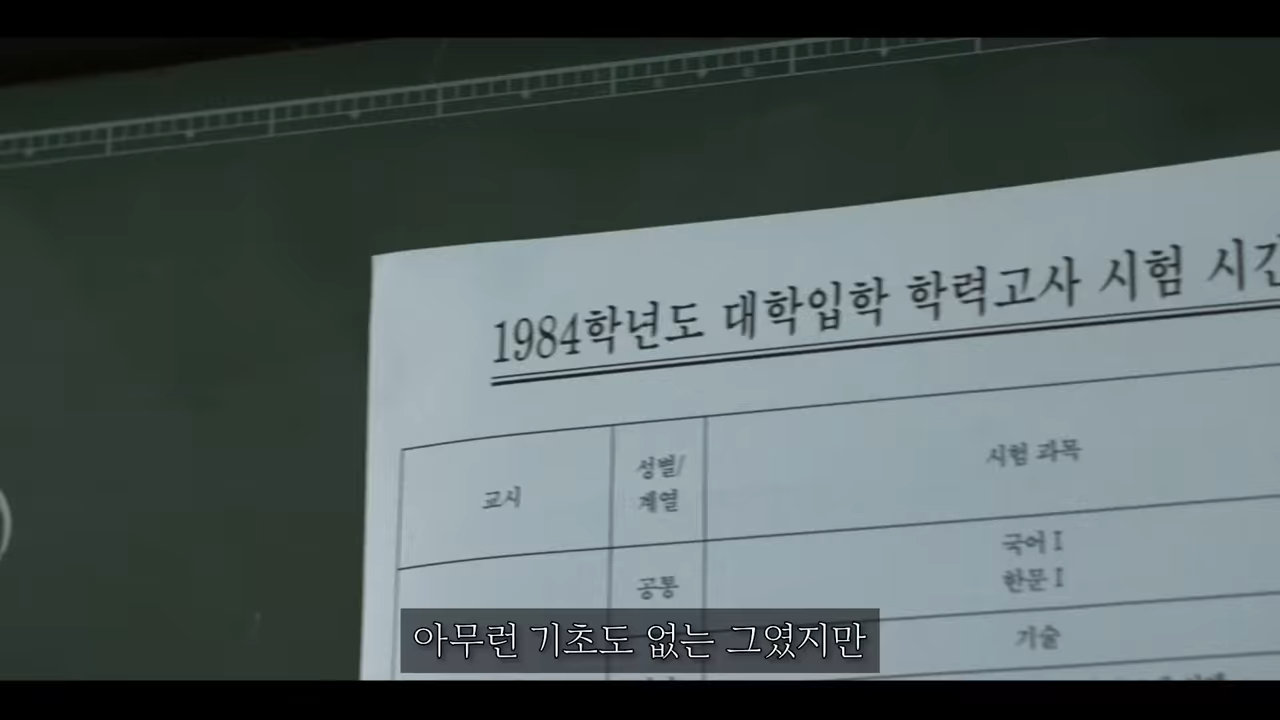 1984학년도 대학입학 학력고사 시험 시간
교시
성별/
계열
시험 과목
공통
국어 I
한문 I
기술
아무런 기초도 없는 그였지만